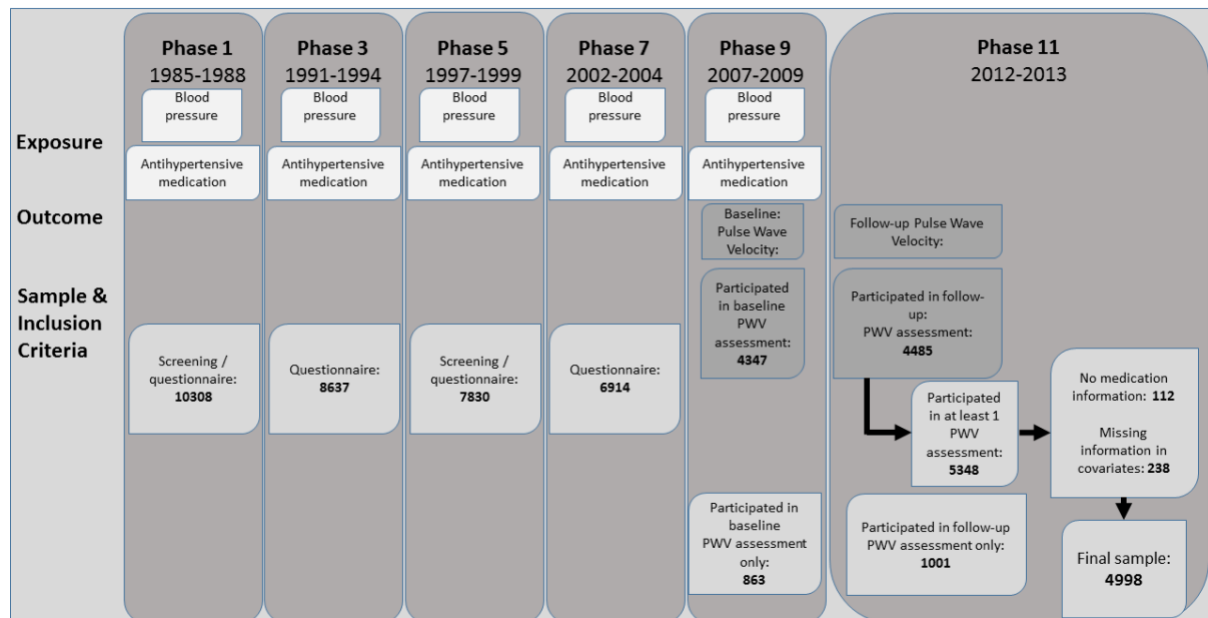 Phase 1
1985-1988
Phase 3
1991-1994
Phase 5
1997-1999
Phase 7
2002-2004
Phase 9
2007-2009
Phase 11
2012-2013
Exposure
Blood
pressure
Blood
pressure
Blood
pressure
Blood
pressure
Blood
pressure
Antihypertensive
medication
Antihypertensive
medication
Antihypertensive
medication
Antihypertensive
medication
Antihypertensive
medication
Outcome
Baseline:
Pulse Wave
Velocity:
Follow-up Pulse Wave
Velocity:
Sample &
Inclusion
Criteria
Screening /
questionnaire:
10308
Questionnaire:
8637
Screening /
questionnaire:
7830
Questionnaire:
6914
Participated
in baseline
PWV
assessment:
4347
Participated in follow-
up:
PWV assessment:
4485
Participated
in at least 1
PWV
assessment:
5348
No medication
information: 112
Missing
information in
covariates: 238
Participated in
baseline
PWV assessment
only:
863
Participated in follow-up
PWV assessment only:
1001
Final sample:
4998